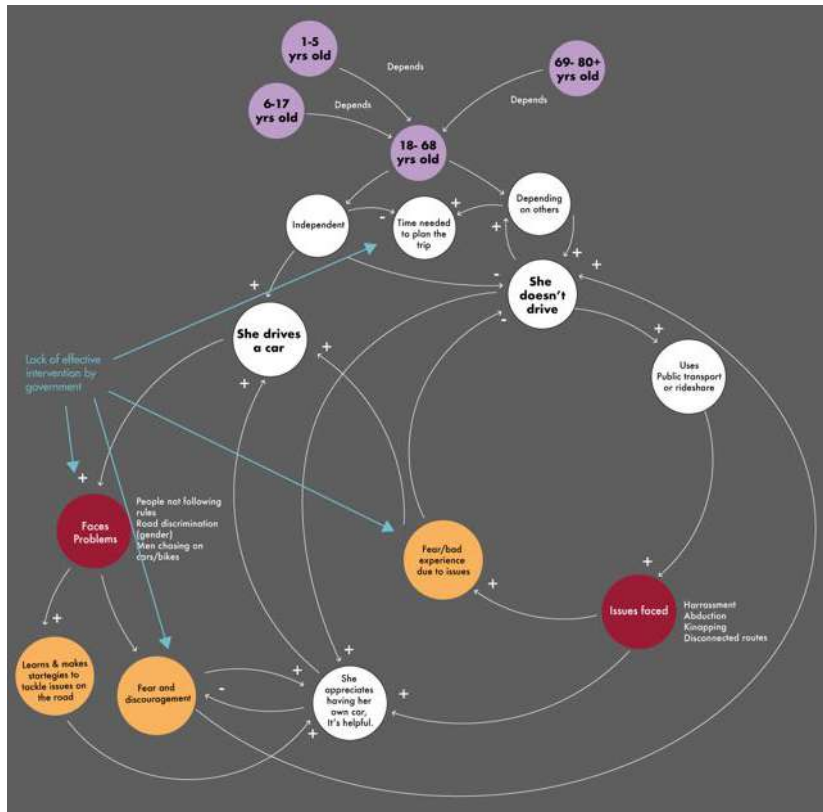 1-5
yrs old
Depends
69- 80+
yrs old
6-17
yrs old
Depends
Depends
18- 68
yrs old
Independent
-
Time needed
to plan the
trip
+
Depending
on others
+
+
+
-
She
doesn't
drive
-
+
She drives
a car
+
+
+
Uses
Public transport
or rideshare
Lack of effective
intervention by
government
+
Faces
Problems
People not following
rules
Road discrimination
(gender)
Men chasing on
cars/bikes
Fear/bad
experience
due to issues
+
+
Issues faced
Harrassment
Abduction
Kinapping
Disconnected routes
+
Learns & makes
startegies to
tackle issues on
the road
Fear and
discouragement
+
-
+
+
+
She
appreciates
having her
own car,
It's helpful.